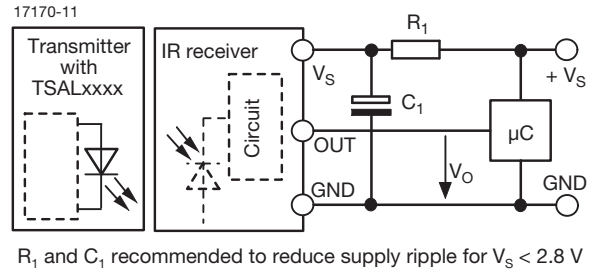 17170-11
Transmitter
with
TSALxxxx
IR receiver
Circuit
V_S
OUT
GND
R_1
C_1
+ V_S
µC
V_O
GND
R_1 and C_1 recommended to reduce supply ripple for V_S < 2.8 V